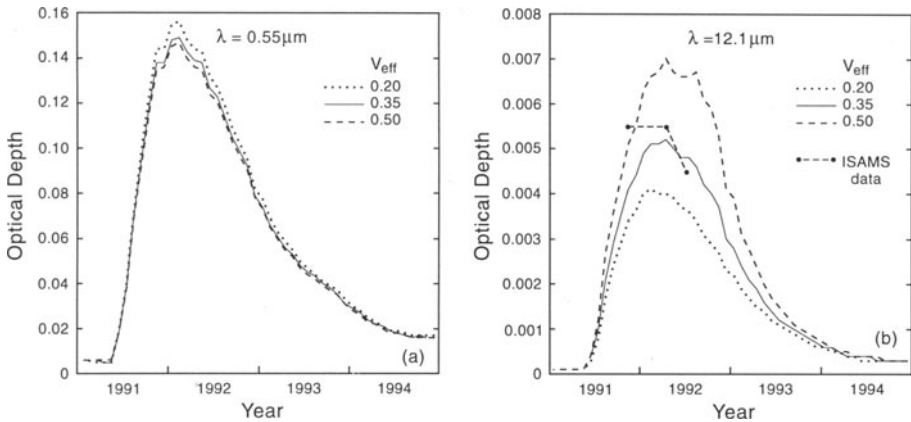 0.16
0.14
0.12
0.10
0.08
0.06
0.04
0.02
0
Optical Depth
λ = 0.55μm
Veff
0.20
0.35
0.50
(a)
1991 1992 1993 1994
Year
0.008
0.007
0.006
0.005
0.004
0.003
0.002
0.001
0
Optical Depth
λ =12.1μm
Veff
0.20
0.35
0.50
ISAMS
data
(b)
1991 1992 1993 1994
Year